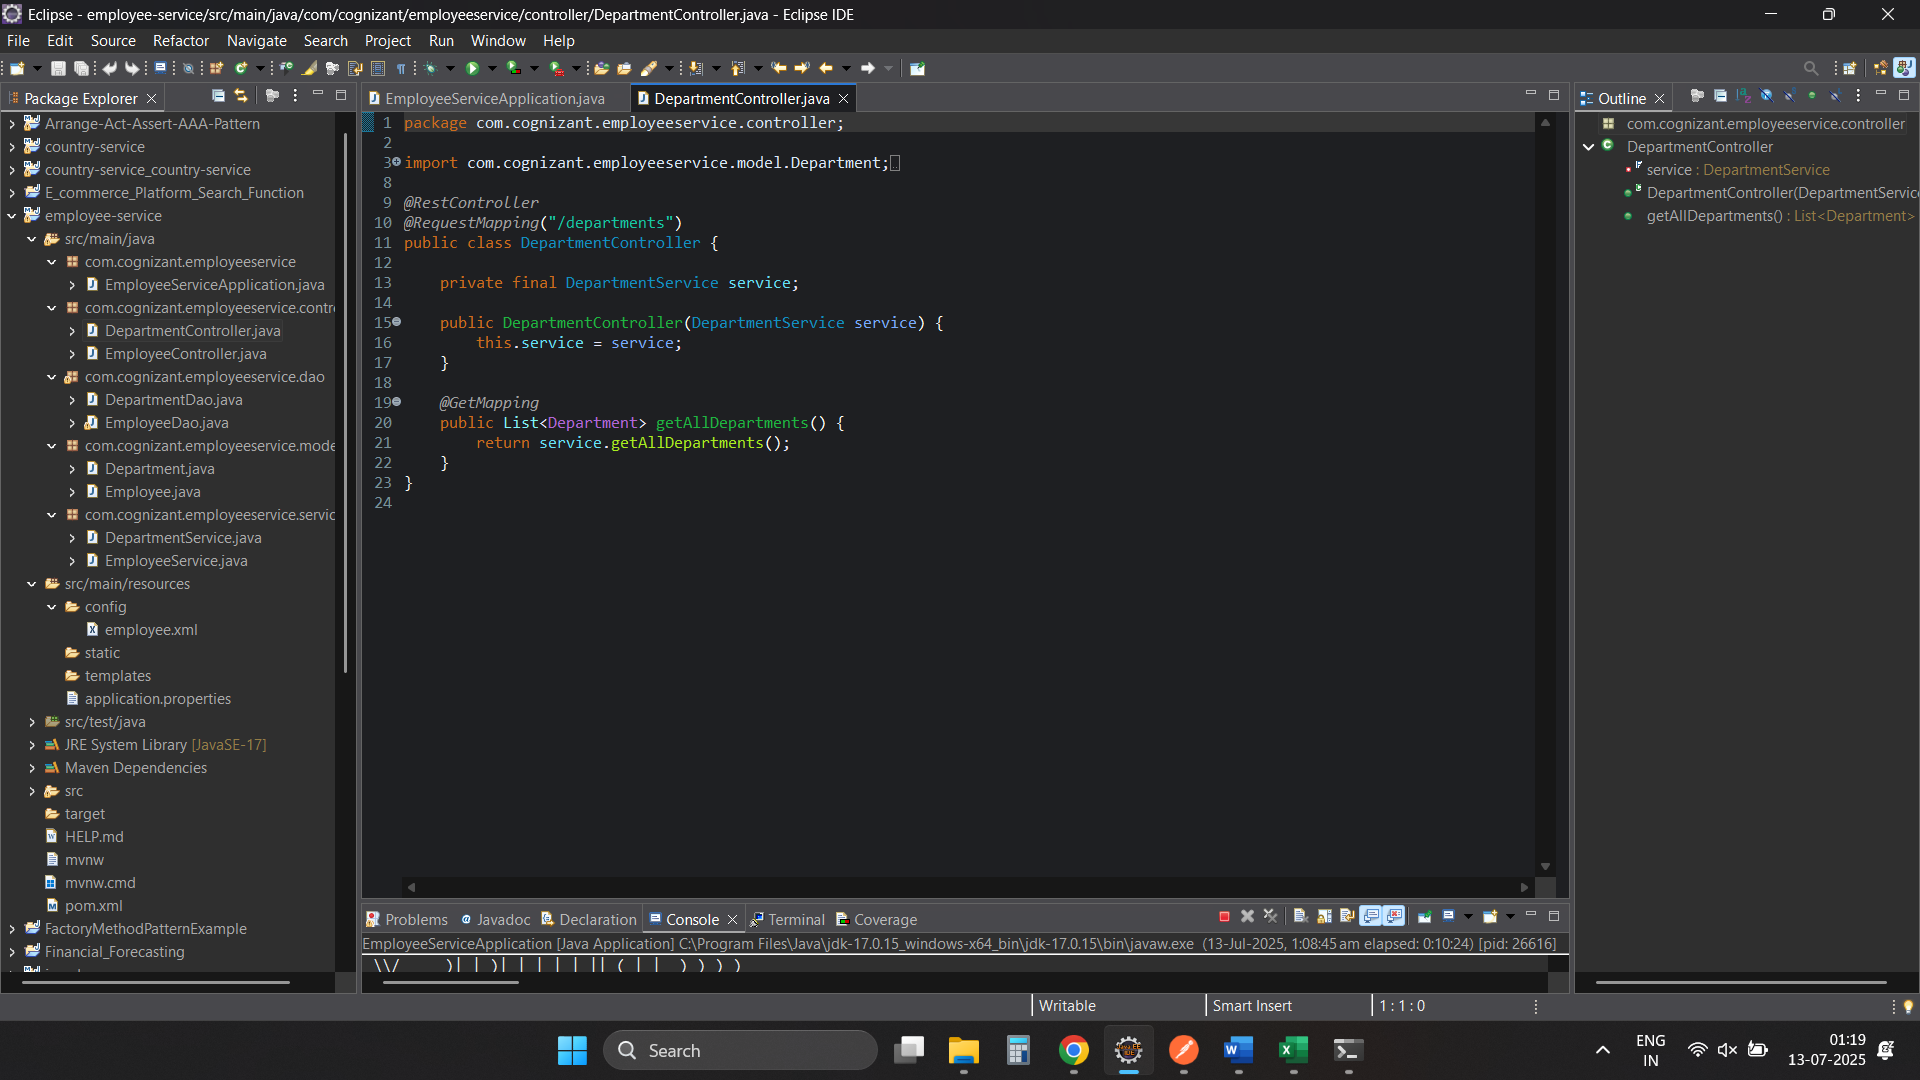 Eclipse - employee-service/src/main/java/com/cognizant/employeeservice/controller/DepartmentController.java - Eclipse IDE
File Edit Source Refactor Navigate Search Project Run Window Help
Package Explorer
Arrange-Act-Assert-AAA-Pattern
country-service
country-service_country-service
E_commerce_Platform_Search_Function
employee-service
src/main/java
com.cognizant.employeeservice
EmployeeServiceApplication.java
com.cognizant.employeeservice.contr
DepartmentController.java
EmployeeController.java
com.cognizant.employeeservice.dao
DepartmentDao.java
EmployeeDao.java
com.cognizant.employeeservice.mode
Department.java
Employee.java
com.cognizant.employeeservice.servic
DepartmentService.java
EmployeeService.java
src/main/resources
config
employee.xml
static
templates
application.properties
src/test/java
JRE System Library [JavaSE-17]
Maven Dependencies
src
target
HELP.md
mvnw
mvnw.cmd
pom.xml
FactoryMethodPatternExample
Financial_Forecasting
EmployeeServiceApplication.java DepartmentController.java
1 package com.cognizant.employeeservice.controller;
2
3 import com.cognizant.employeeservice.model.Department;
8
9 @RestController
10 @RequestMapping("/departments")
11 public class DepartmentController {
12
13 private final DepartmentService service;
14
15 public DepartmentController(DepartmentService service) {
16 this.service = service;
17 }
18
19 @GetMapping
20 public List<Department> getAllDepartments() {
21 return service.getAllDepartments();
22 }
23 }
24
Outline
com.cognizant.employeeservice.controller
DepartmentController
service : DepartmentService
DepartmentController(DepartmentService
getAllDepartments() : List<Department>
Problems Javadoc Declaration Console Terminal Coverage
EmployeeServiceApplication [Java Application] C:\Program Files\Java\jdk-17.0.15_windows-x64_bin\jdk-17.0.15\bin\javaw.exe (13-Jul-2025, 1:08:45 am elapsed: 0:10:24) [pid: 26616]
\\/ )| | )| | | | | || ( | | ) ) ) )
Writable Smart Insert 1 : 1 : 0
Search
ENG
IN
01:19
13-07-2025